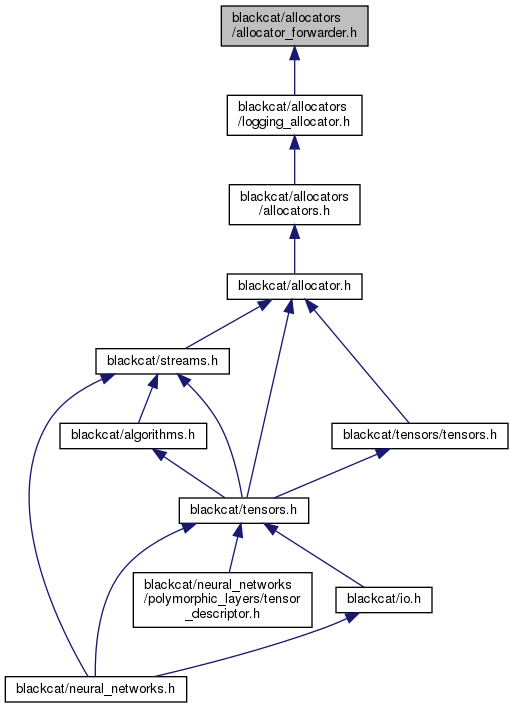 blackcat/allocators
/allocator_forwarder.h
blackcat/allocators
/logging_allocator.h
blackcat/allocators
/allocators.h
blackcat/allocator.h
blackcat/streams.h
blackcat/algorithms.h
blackcat/tensors/tensors.h
blackcat/tensors.h
blackcat/neural_networks
/polymorphic_layers/tensor
_descriptor.h
blackcat/io.h
blackcat/neural_networks.h